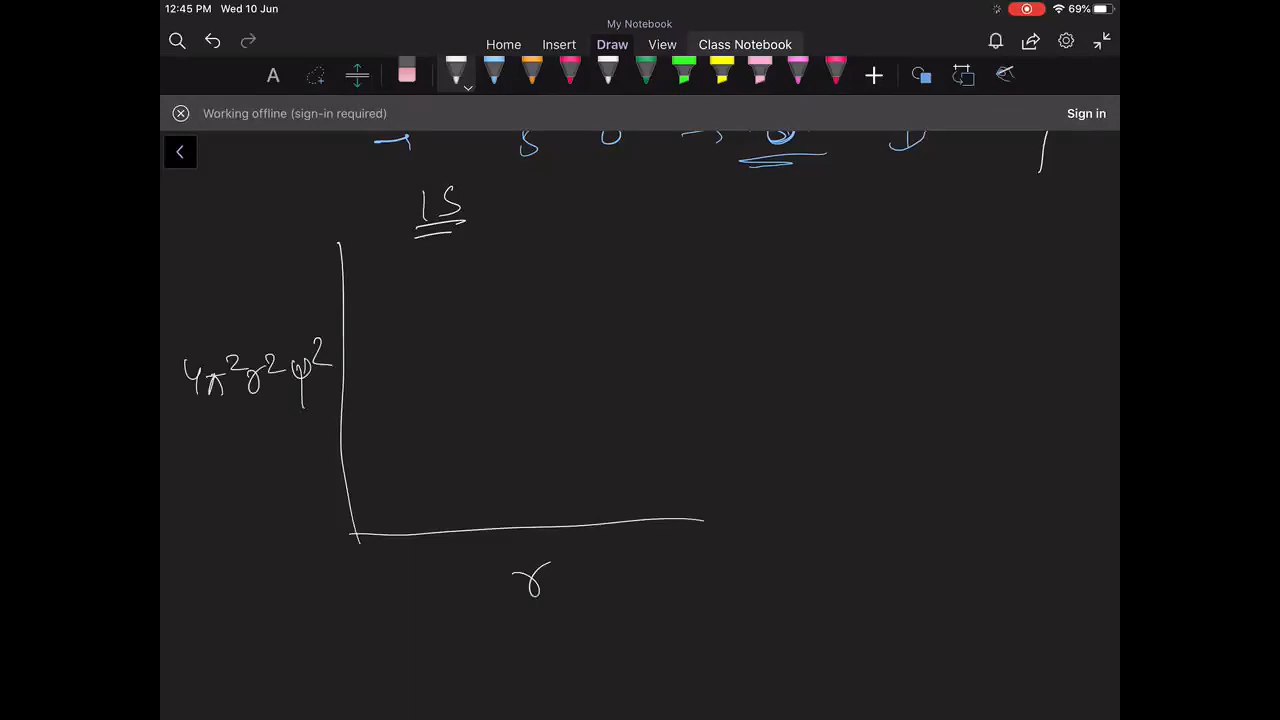 12:45 PM Wed 10 Jun
69%
My Notebook
Home Insert Draw View Class Notebook
A
Working offline (sign-in required)
Sign in
1S
4π²r²ψ²
r